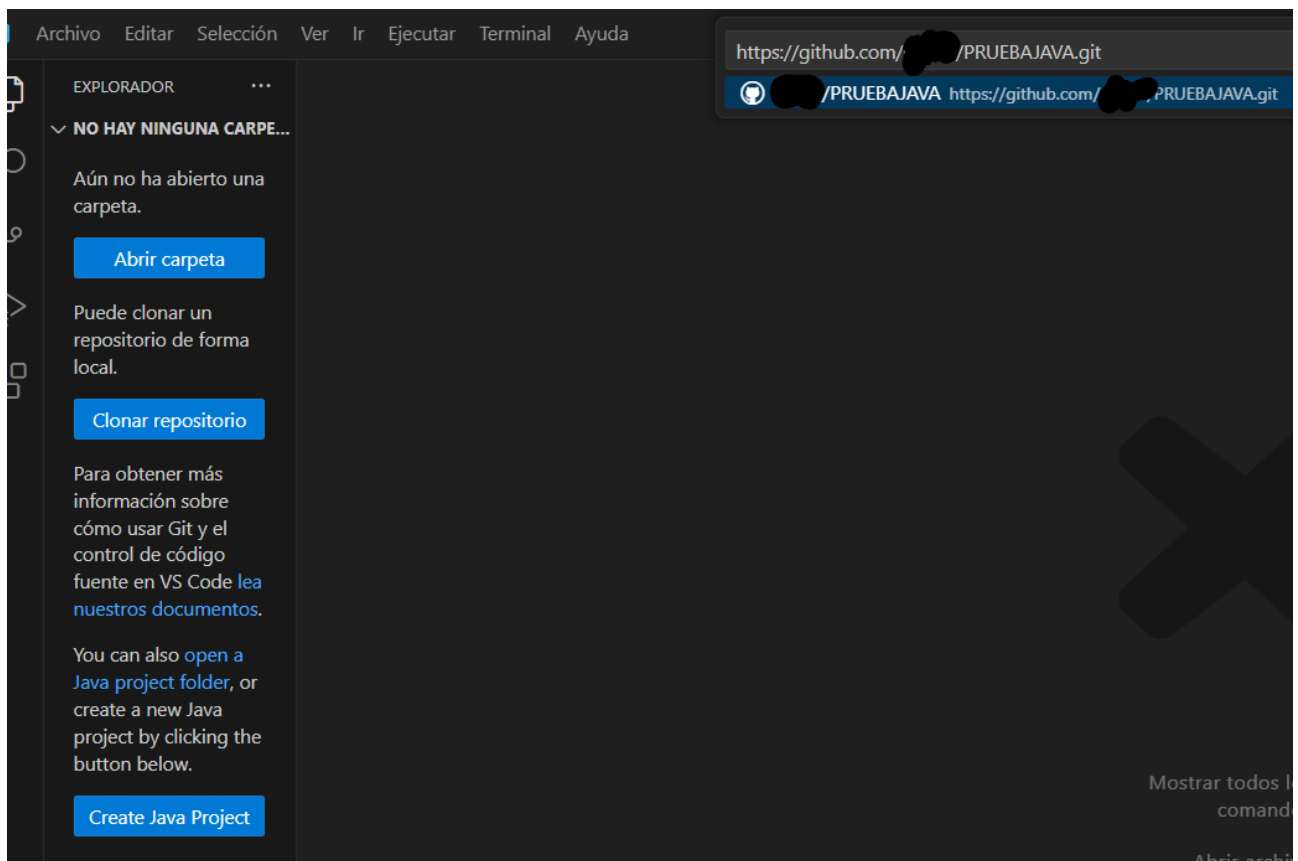 Archivo Editar Selección Ver Ir Ejecutar Terminal Ayuda
https://github.com/ /PRUEBAJAVA.git
/PRUEBAJAVA https://github.com/ /PRUEBAJAVA.git
EXPLORADOR ...
NO HAY NINGUNA CARPE...
Aún no ha abierto una
carpeta.
Abrir carpeta
Puede clonar un
repositorio de forma
local.
Clonar repositorio
Para obtener más
información sobre
cómo usar Git y el
control de código
fuente en VS Code lea
nuestros documentos.
You can also open a
Java project folder, or
create a new Java
project by clicking the
button below.
Create Java Project
Mostrar todos l
comand
Abrir archi